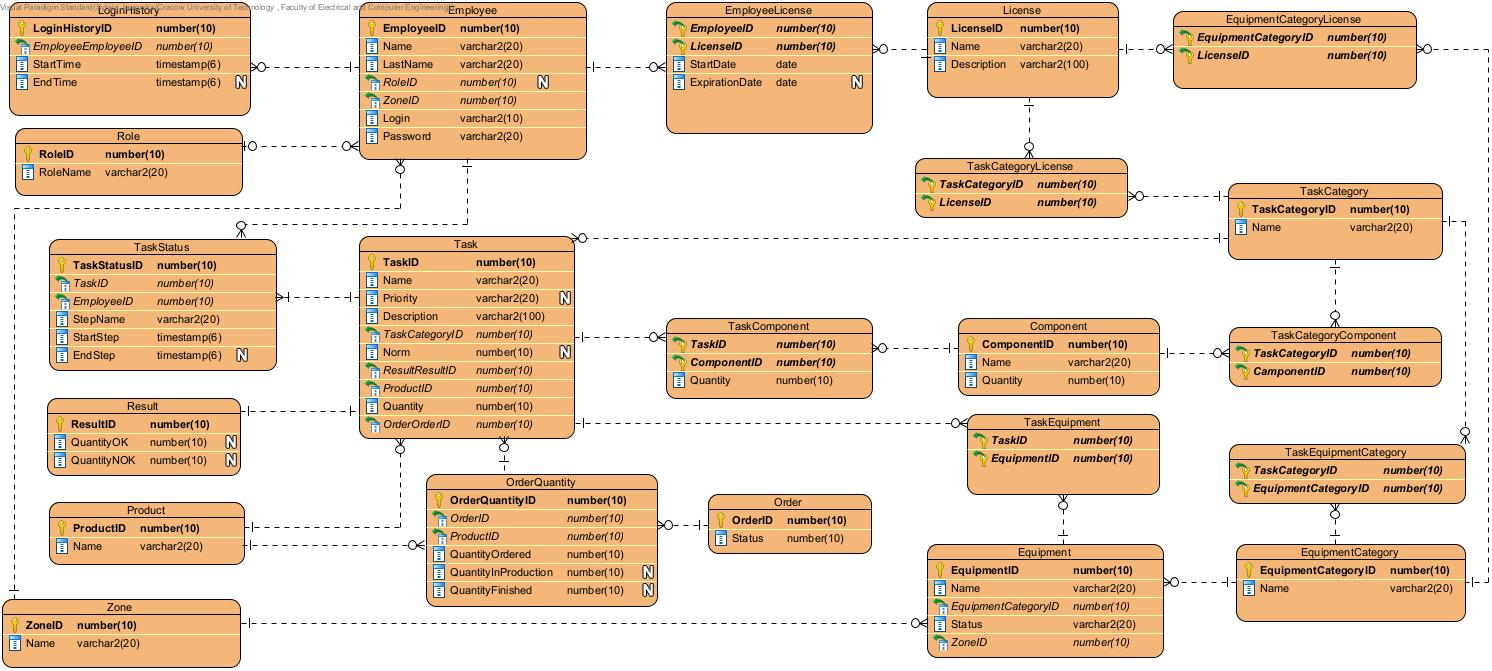 Visual Paradigm Standard(
Cracow University of Technology , Faculty of Electrical and Computer Engineering
LoginHistory
LoginHistoryID number(10)
EmployeeEmployeeID number(10)
StartTime timestamp(6)
EndTime timestamp(6) N
Employee
EmployeeID number(10)
Name varchar2(20)
LastName varchar2(20)
RoleID number(10) N
ZoneID number(10)
Login varchar2(10)
Password varchar2(20)
EmployeeLicense
EmployeeID number(10)
LicenseID number(10)
StartDate date
ExpirationDate date N
License
LicenseID number(10)
Name varchar2(20)
Description varchar2(100)
EquipmentCategoryLicense
EquipmentCategoryID number(10)
LicenseID number(10)
Role
RoleID number(10)
RoleName varchar2(20)
TaskCategoryLicense
TaskCategoryID number(10)
LicenseID number(10)
TaskCategory
TaskCategoryID number(10)
Name varchar2(20)
TaskStatus
TaskStatusID number(10)
TaskID number(10)
EmployeeID number(10)
StepName varchar2(20)
StartStep timestamp(6)
EndStep timestamp(6) N
Task
TaskID number(10)
Name varchar2(20)
Priority varchar2(20) N
Description varchar2(100)
TaskCategoryID number(10)
Norm number(10) N
ResultResultID number(10)
ProductID number(10)
Quantity number(10)
OrderOrderID number(10)
TaskComponent
TaskID number(10)
ComponentID number(10)
Quantity number(10)
Component
ComponentID number(10)
Name varchar2(20)
Quantity number(10)
TaskCategoryComponent
TaskCategoryID number(10)
CamponentID number(10)
Result
ResultID number(10)
QuantityOK number(10) N
QuantityNOK number(10) N
TaskEquipment
TaskID number(10)
EquipmentID number(10)
TaskEquipmentCategory
TaskCategoryID number(10)
EquipmentCategoryID number(10)
Product
ProductID number(10)
Name varchar2(20)
OrderQuantity
OrderQuantityID number(10)
OrderID number(10)
ProductID number(10)
QuantityOrdered number(10)
QuantityInProduction number(10) N
QuantityFinished number(10) N
Order
OrderID number(10)
Status number(10)
Equipment
EquipmentID number(10)
Name varchar2(20)
EquipmentCategoryID number(10)
Status varchar2(20)
ZoneID number(10)
EquipmentCategory
EquipmentCategoryID number(10)
Name varchar2(20)
Zone
ZoneID number(10)
Name varchar2(20)